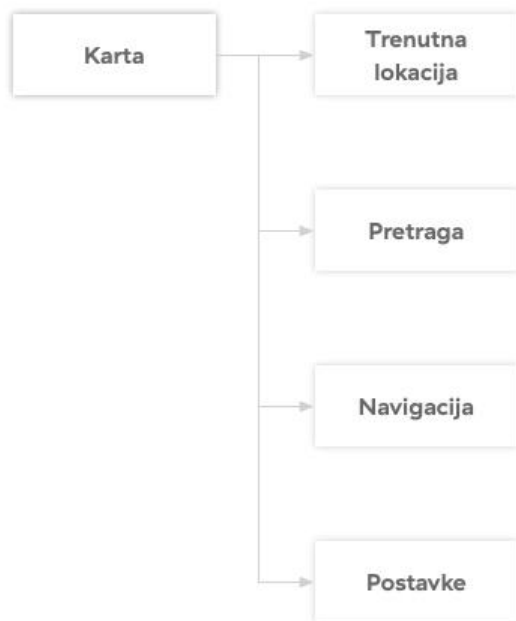 Karta
Trenutna
lokacija
Pretraga
Navigacija
Postavke